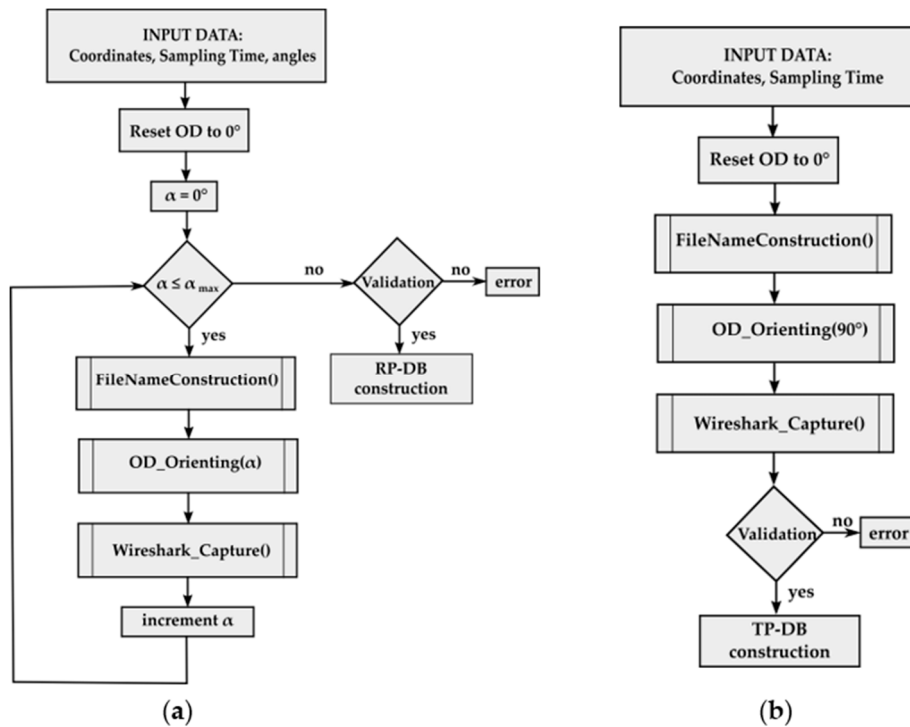 INPUT DATA:
Coordinates, Sampling Time, angles
Reset OD to 0°
α = 0°
α ≤ α max
no
Validation
no
error
yes
yes
RP-DB
construction
FileNameConstruction()
OD_Orienting(α)
Wireshark_Capture()
increment α
(a)
INPUT DATA:
Coordinates, Sampling Time
Reset OD to 0°
FileNameConstruction()
OD_Orienting(90°)
Wireshark_Capture()
Validation
no
error
yes
TP-DB
construction
(b)